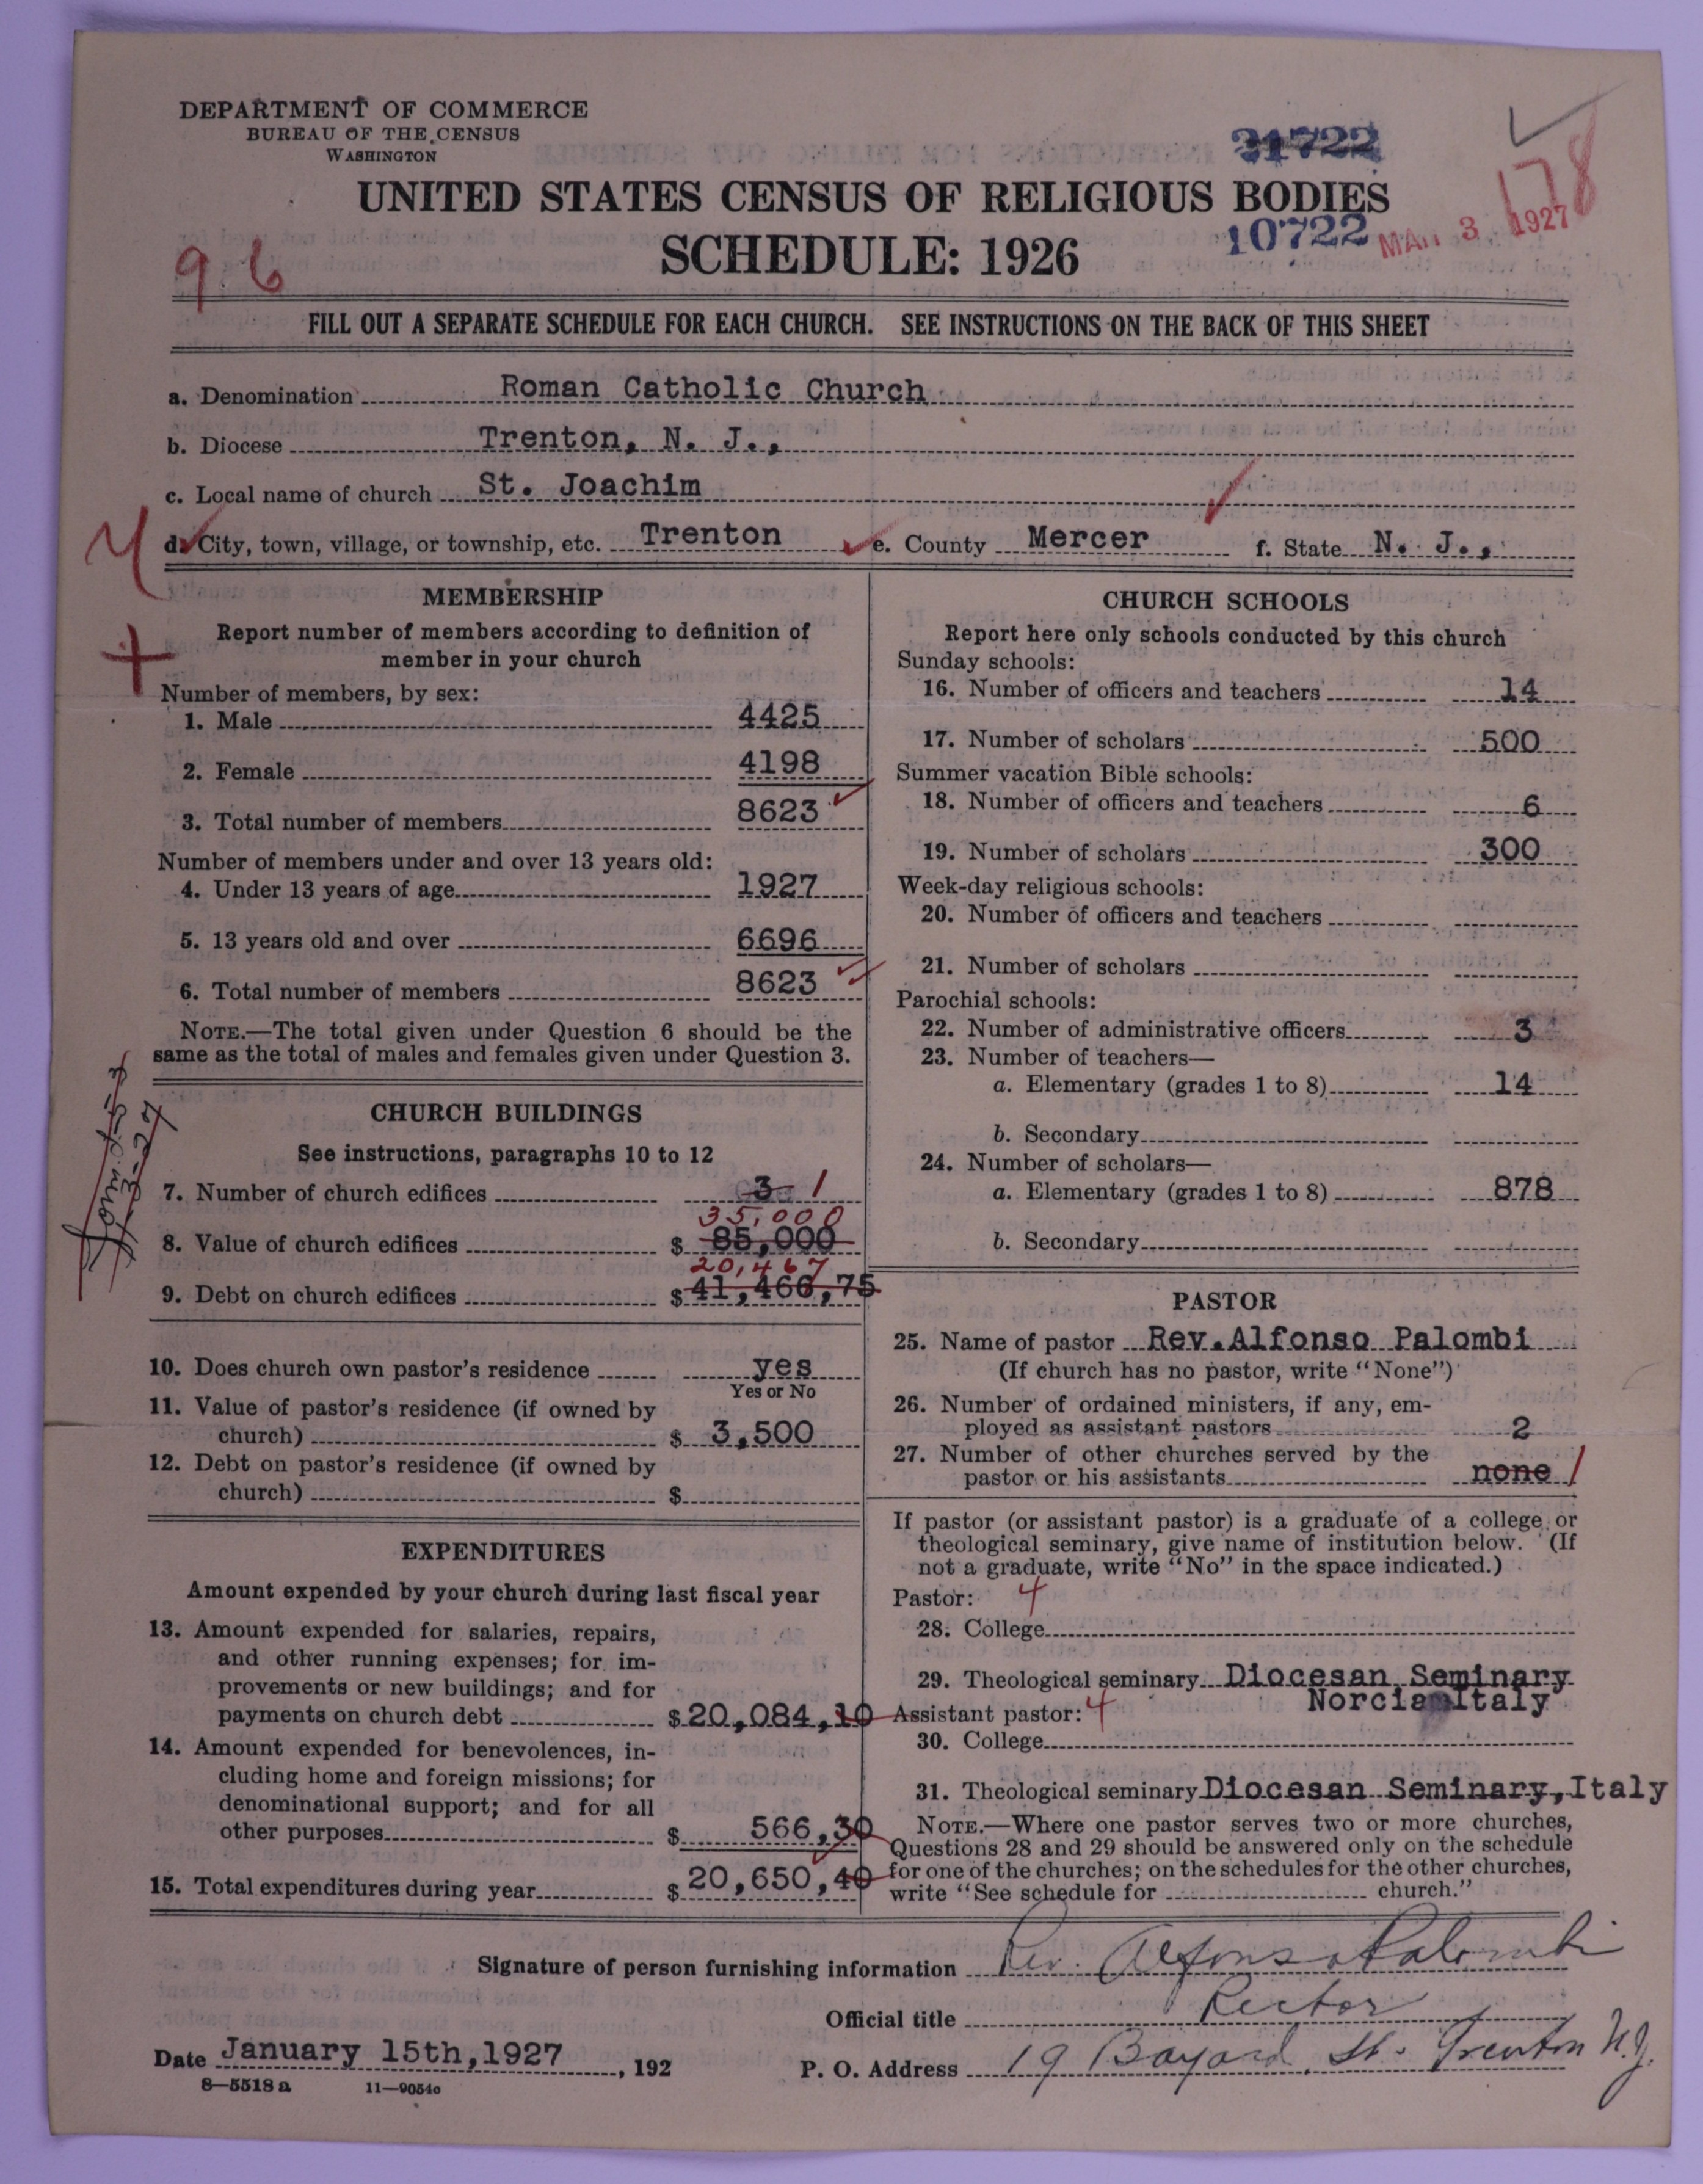 DEPARTMENT OF COMMERCE
BUREAU OF THE CENSUS
WASHINGTON
31722
178
UNITED STATES CENSUS OF RELIGIOUS BODIES
10722 MAR 3 1927
SCHEDULE: 1926
96
FILL OUT A SEPARATE SCHEDULE FOR EACH CHURCH. SEE INSTRUCTIONS ON THE BACK OF THIS SHEET
a. Denomination Roman Catholic Church
b. Diocese Trenton, N. J.,
c. Local name of church St. Joachim
d. City, town, village, or township, etc. Trenton e. County Mercer f. State N. J.,
MEMBERSHIP
Report number of members according to definition of
member in your church
Number of members, by sex:
1. Male 4425
2. Female 4198
3. Total number of members 8623
Number of members under and over 13 years old:
4. Under 13 years of age 1927
5. 13 years old and over 6696
6. Total number of members 8623
NOTE.—The total given under Question 6 should be the
same as the total of males and females given under Question 3.
CHURCH BUILDINGS
See instructions, paragraphs 10 to 12
7. Number of church edifices 3 1
35,000
8. Value of church edifices $ 85,000
20,467
9. Debt on church edifices $ 41,466,75
10. Does church own pastor's residence yes
Yes or No
11. Value of pastor's residence (if owned by
church) $ 3,500
12. Debt on pastor's residence (if owned by
church) $
EXPENDITURES
Amount expended by your church during last fiscal year
13. Amount expended for salaries, repairs,
and other running expenses; for im-
provements or new buildings; and for
payments on church debt $ 20,084,10
14. Amount expended for benevolences, in-
cluding home and foreign missions; for
denominational support; and for all
other purposes $ 566,30
15. Total expenditures during year $ 20,650,40
CHURCH SCHOOLS
Report here only schools conducted by this church
Sunday schools:
16. Number of officers and teachers 14
17. Number of scholars 500
Summer vacation Bible schools:
18. Number of officers and teachers 6
19. Number of scholars 300
Week-day religious schools:
20. Number of officers and teachers
21. Number of scholars
Parochial schools:
22. Number of administrative officers 3
23. Number of teachers—
a. Elementary (grades 1 to 8) 14
b. Secondary
24. Number of scholars—
a. Elementary (grades 1 to 8) 878
b. Secondary
PASTOR
25. Name of pastor Rev. Alfonso Palombi
(If church has no pastor, write "None")
26. Number of ordained ministers, if any, em-
ployed as assistant pastors 2
27. Number of other churches served by the
pastor or his assistants none 1
If pastor (or assistant pastor) is a graduate of a college or
theological seminary, give name of institution below. (If
not a graduate, write "No" in the space indicated.)
Pastor: 4
28. College
29. Theological seminary Diocesan Seminary
Norcia Italy
Assistant pastor: 4
30. College
31. Theological seminary Diocesan Seminary, Italy
NOTE.—Where one pastor serves two or more churches,
Questions 28 and 29 should be answered only on the schedule
for one of the churches; on the schedules for the other churches,
write "See schedule for church."
Signature of person furnishing information Rev. Alfonso Palombi
Official title Rector
Date January 15th, 1927, 192
P. O. Address 19 Bayard St. Trenton N.J.
8—5518 a 11—9054c